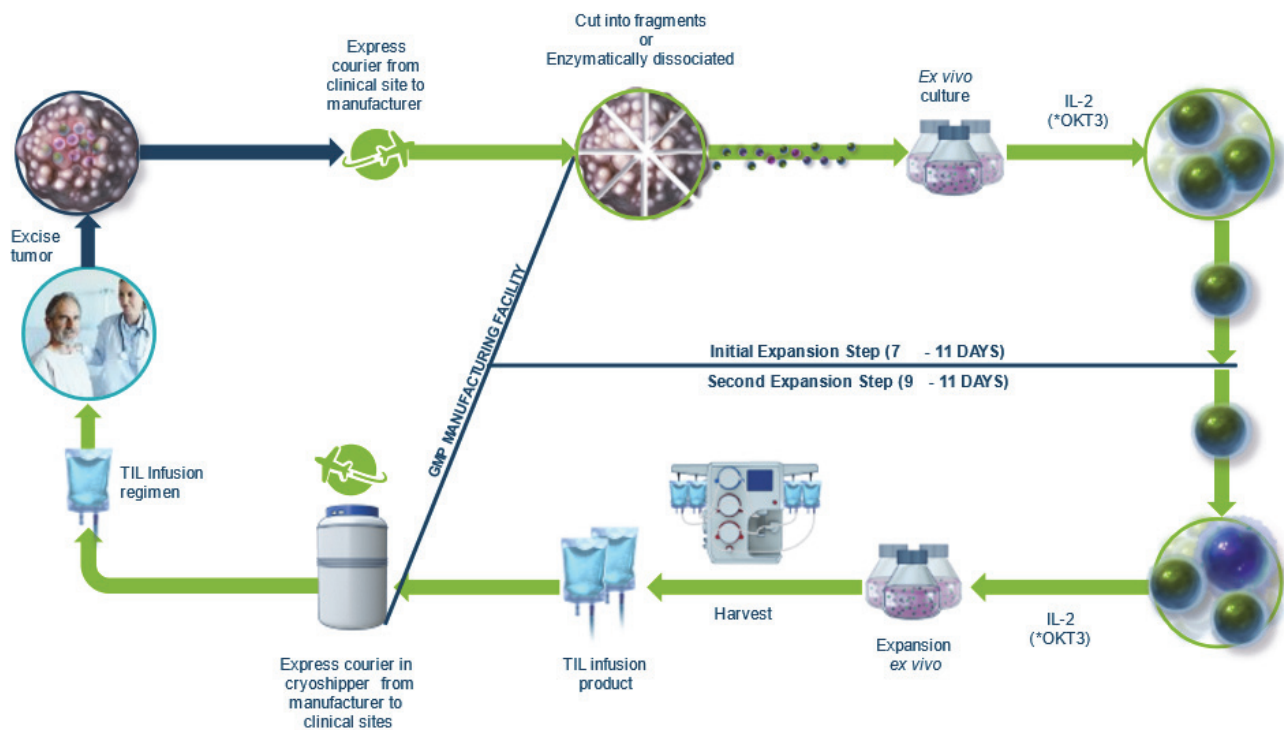 Cut into fragments
or
Enzymatically dissociated
Express
courier from
clinical site to
manufacturer
Ex vivo
culture
IL-2
(*OKT3)
Excise
tumor
GMP MANUFACTURING FACILITY
Initial Expansion Step (7 - 11 DAYS)
Second Expansion Step (9 - 11 DAYS)
TIL Infusion
regimen
Harvest
IL-2
(*OKT3)
Expansion
ex vivo
TIL infusion
product
Express courier in
cryoshipper from
manufacturer to
clinical sites